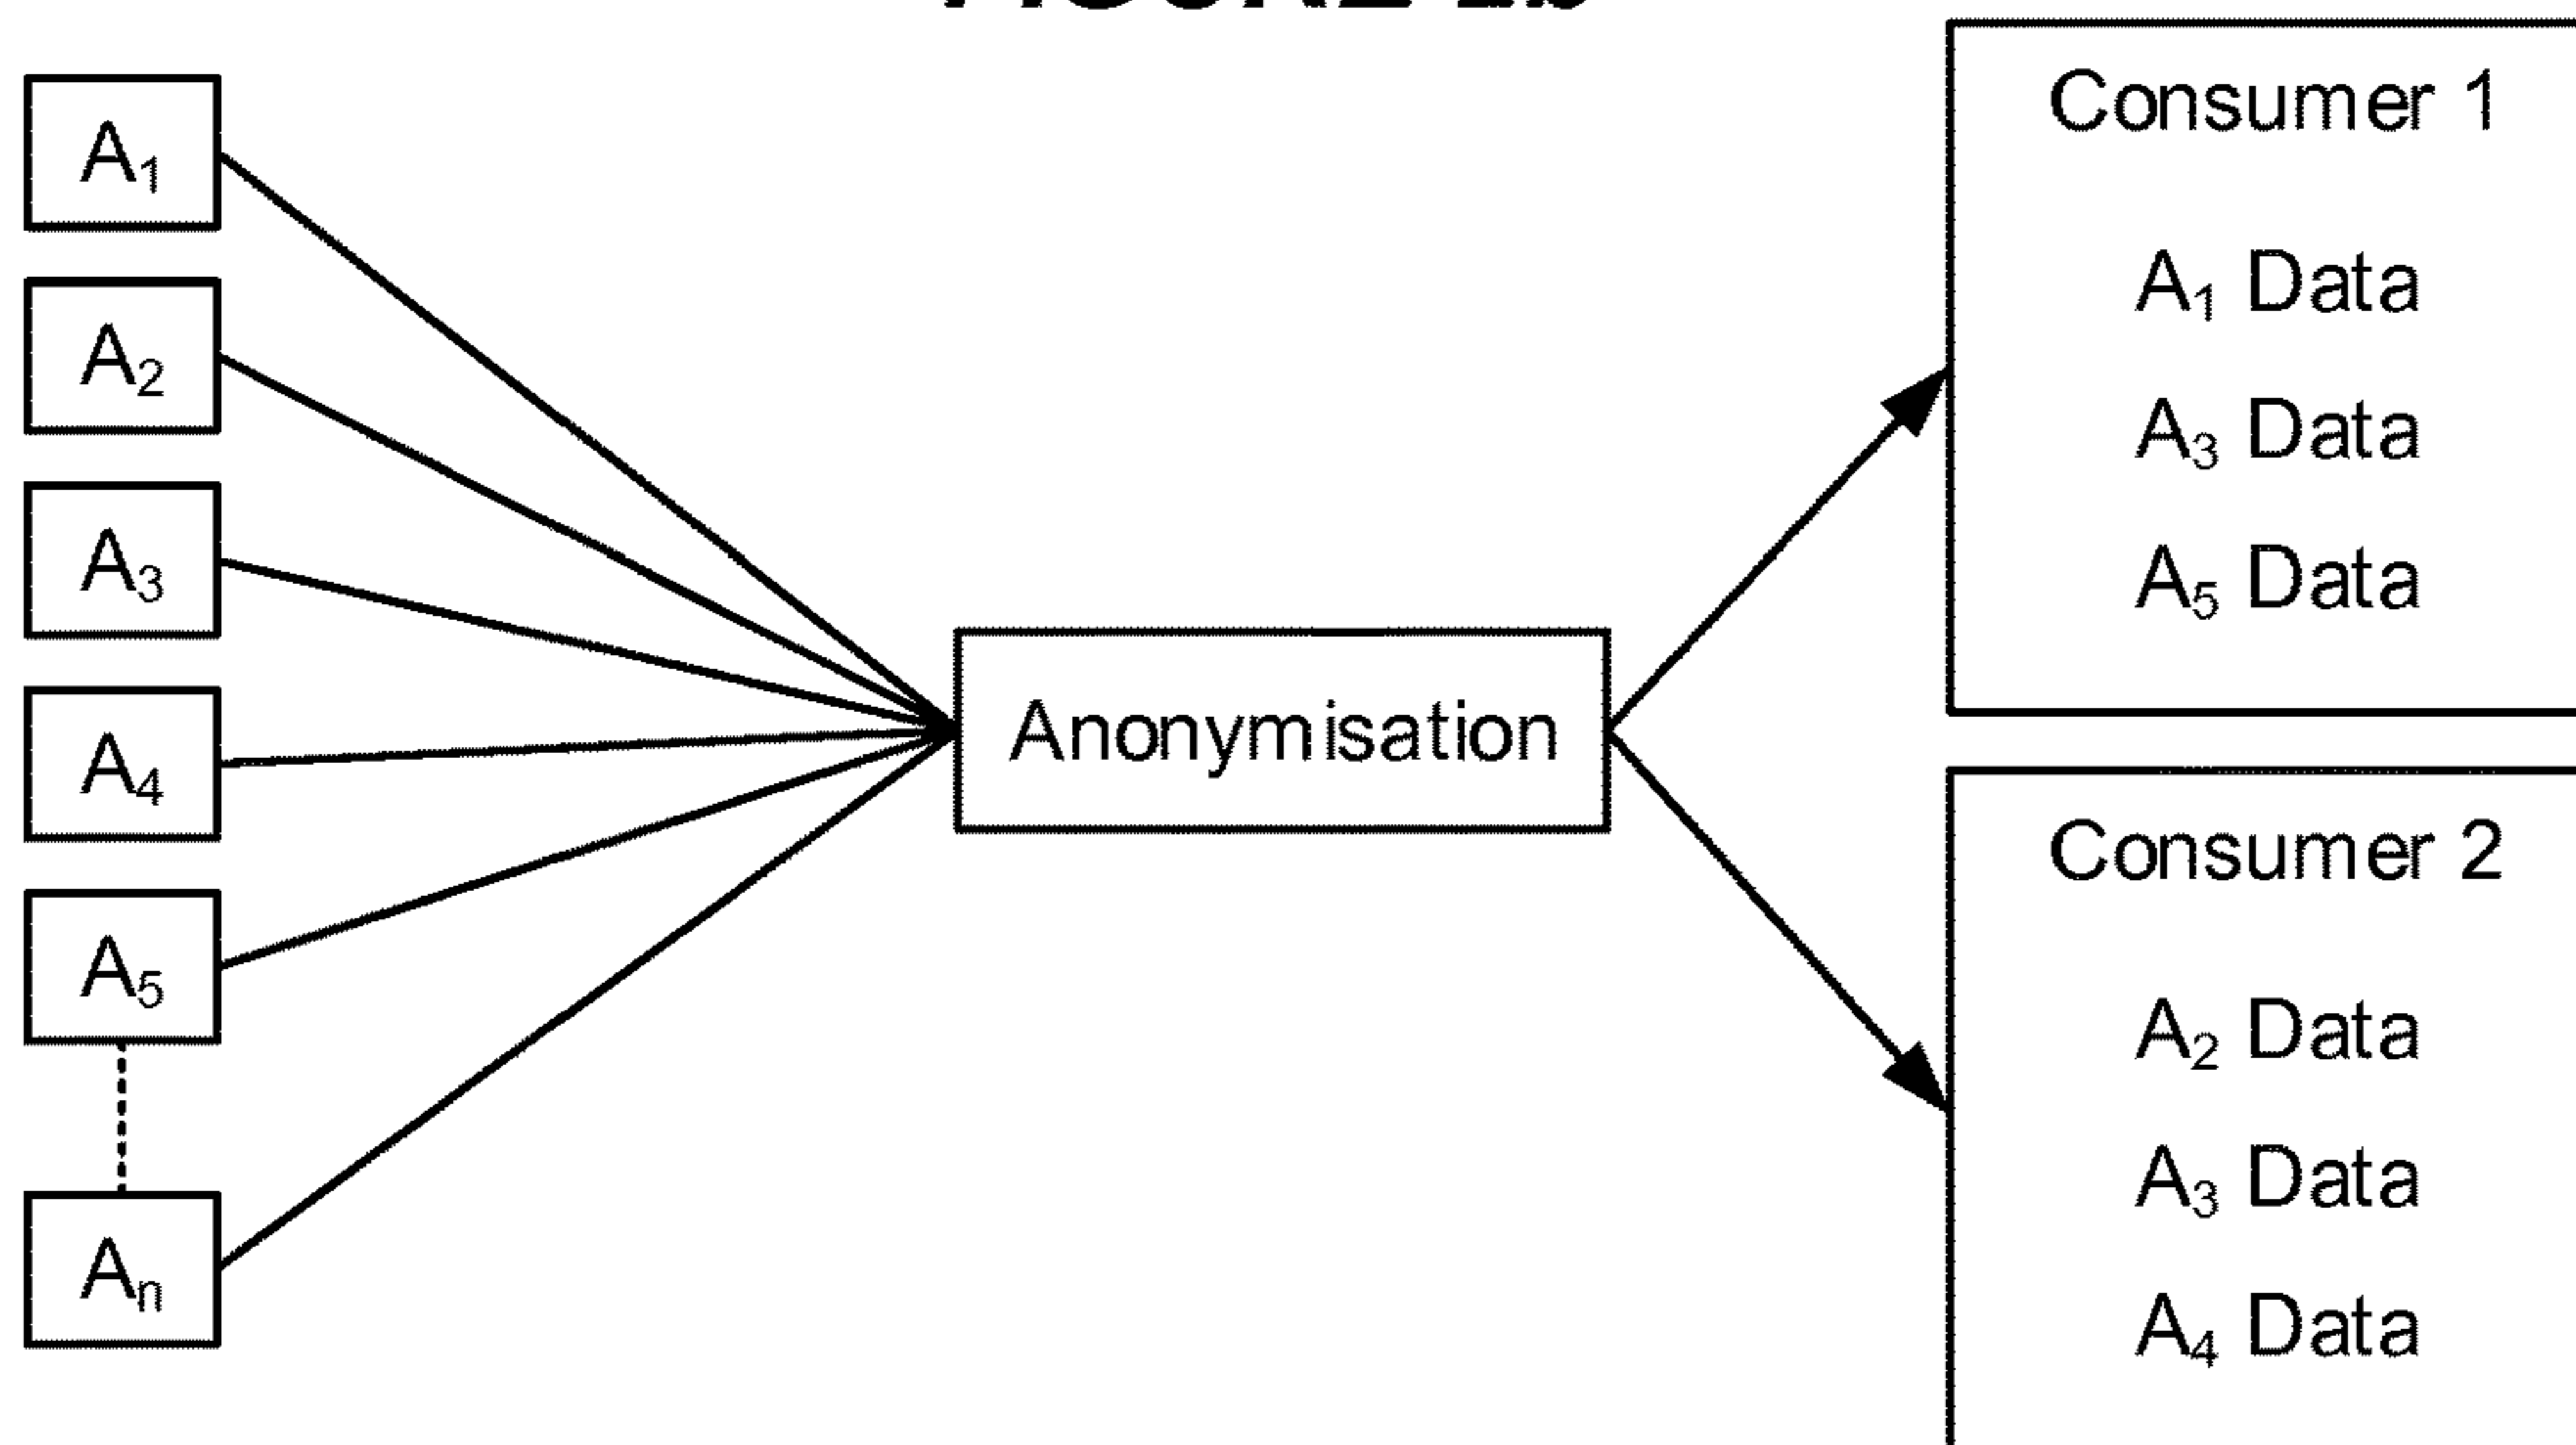 A₁
A₂
A₃
A₄
A₅
Aₙ
Anonymisation
Consumer 1
A₁ Data
A₃ Data
A₅ Data
Consumer 2
A₂ Data
A₃ Data
A₄ Data